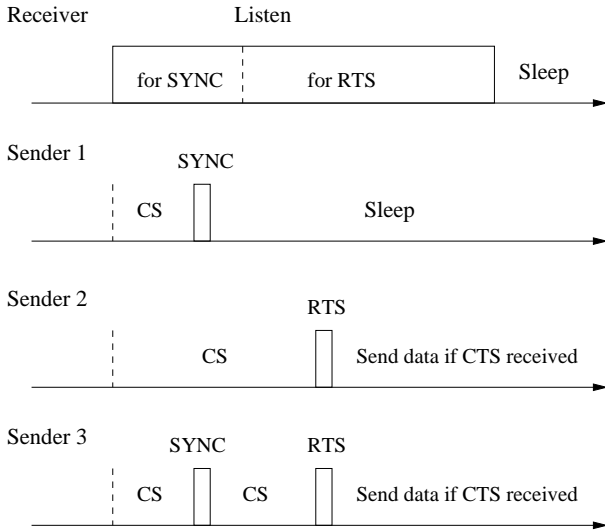 Receiver
Listen
for SYNC
for RTS
Sleep
Sender 1
SYNC
CS
Sleep
Sender 2
RTS
CS
Send data if CTS received
Sender 3
SYNC
RTS
CS
CS
Send data if CTS received